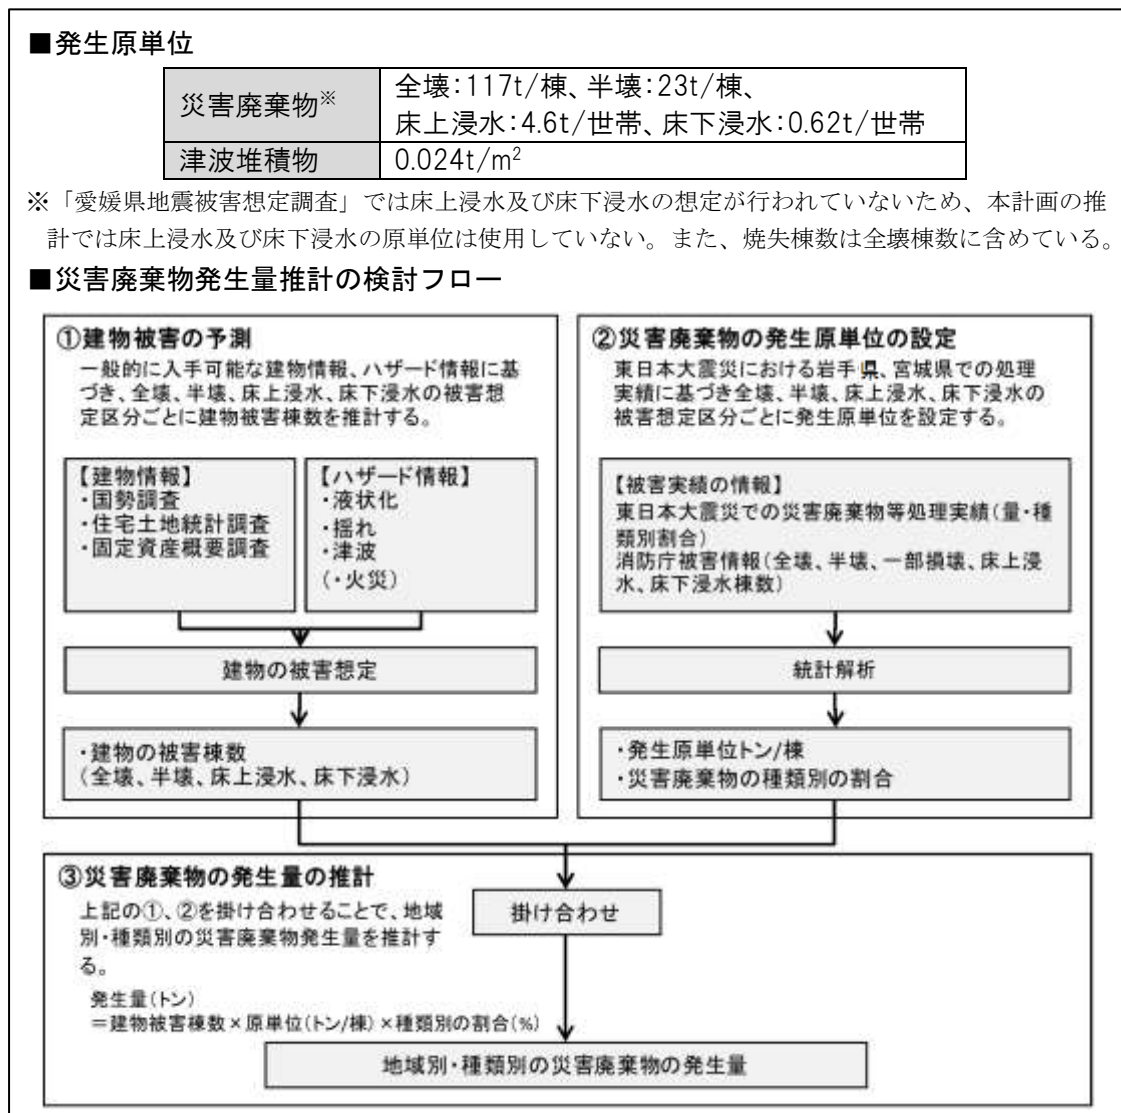 ■発生原単位
災害廃棄物※
全壊：117t/棟、半壊：23t/棟、
床上浸水：4.6t/世帯、床下浸水：0.62t/世帯
津波堆積物
0.024t/m2
※「愛媛県地震被害想定調査」では床上浸水及び床下浸水の想定が行われていないため、本計画の推
計では床上浸水及び床下浸水の原単位は使用していない。また、焼失棟数は全壊棟数に含めている。
■災害廃棄物発生量推計の検討フロー
①建物被害の予測
一般的に入手可能な建物情報、ハザード情報に基
づき、全壊、半壊、床上浸水、床下浸水の被害想
定区分ごとに建物被害棟数を推計する。
【建物情報】
・国勢調査
・住宅土地統計調査
・固定資産概要調査
【ハザード情報】
・液状化
・揺れ
・津波
(・火災)
建物の被害想定
・建物の被害棟数
(全壊、半壊、床上浸水、床下浸水)
②災害廃棄物の発生原単位の設定
東日本大震災における岩手県、宮城県での処理
実績に基づき全壊、半壊、床上浸水、床下浸水の
被害想定区分ごとに発生原単位を設定する。
【被害実績の情報】
東日本大震災での災害廃棄物等処理実績(量・種
類別割合)
消防庁被害情報(全壊、半壊、一部損壊、床上浸
水、床下浸水棟数)
統計解析
・発生原単位トン/棟
・災害廃棄物の種類別の割合
③災害廃棄物の発生量の推計
上記の①、②を掛け合わせることで、地域
別・種類別の災害廃棄物発生量を推計す
る。
発生量(トン)
＝建物被害棟数×原単位(トン/棟)×種類別の割合(%)
掛け合わせ
地域別・種類別の災害廃棄物の発生量